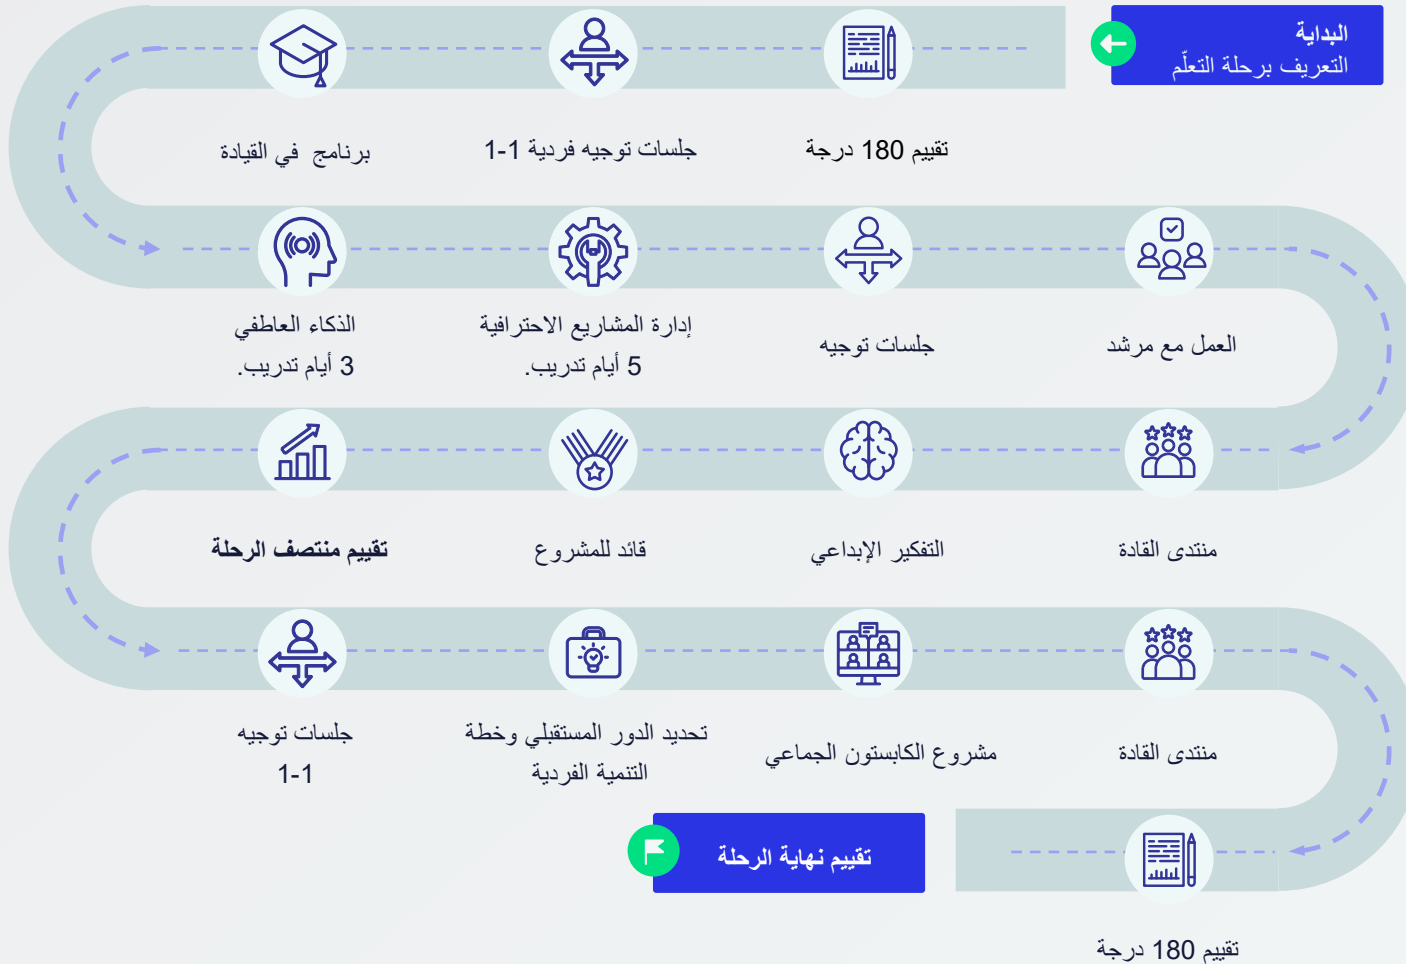 البداية
التعريف برحلة التعلّم
تقييم 180 درجة
جلسات توجيه فردية 1-1
برنامج في القيادة
الذكاء العاطفي
3 أيام تدريب.
إدارة المشاريع الاحترافية
5 أيام تدريب.
جلسات توجيه
العمل مع مرشد
منتدى القادة
التفكير الإبداعي
قائد للمشروع
تقييم منتصف الرحلة
جلسات توجيه
1-1
تحديد الدور المستقبلي وخطة
التنمية الفردية
مشروع الكابستون الجماعي
منتدى القادة
تقييم 180 درجة
تقييم نهاية الرحلة